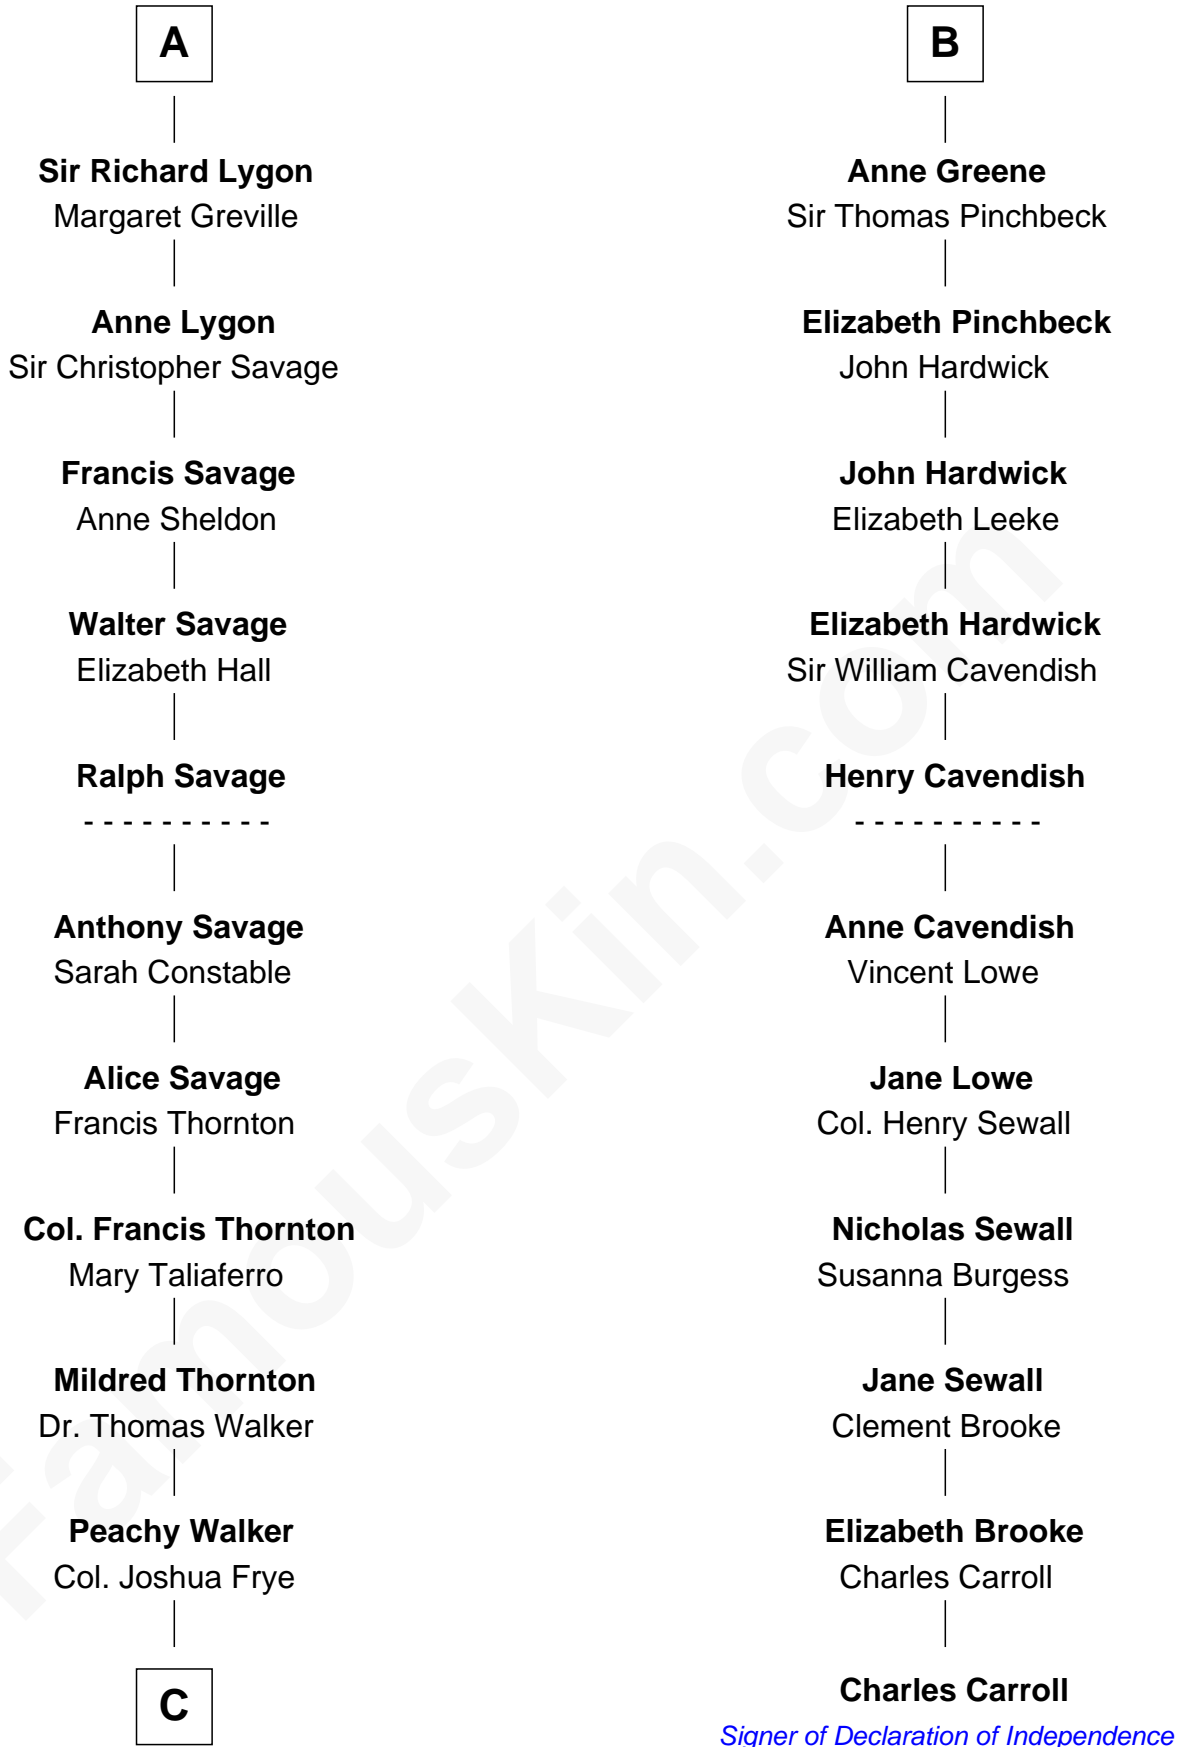 A
Sir Richard Lygon
Margaret Greville
Anne Lygon
Sir Christopher Savage
Francis Savage
Anne Sheldon
Walter Savage
Elizabeth Hall
Ralph Savage
- - - - - - - - - -
Anthony Savage
Sarah Constable
Alice Savage
Francis Thornton
Col. Francis Thornton
Mary Taliaferro
Mildred Thornton
Dr. Thomas Walker
Peachy Walker
Col. Joshua Frye
C
B
Anne Greene
Sir Thomas Pinchbeck
Elizabeth Pinchbeck
John Hardwick
John Hardwick
Elizabeth Leeke
Elizabeth Hardwick
Sir William Cavendish
Henry Cavendish
- - - - - - - - - -
Anne Cavendish
Vincent Lowe
Jane Lowe
Col. Henry Sewall
Nicholas Sewall
Susanna Burgess
Jane Sewall
Clement Brooke
Elizabeth Brooke
Charles Carroll
Charles Carroll
Signer of Declaration of Independence
FamousKin.com